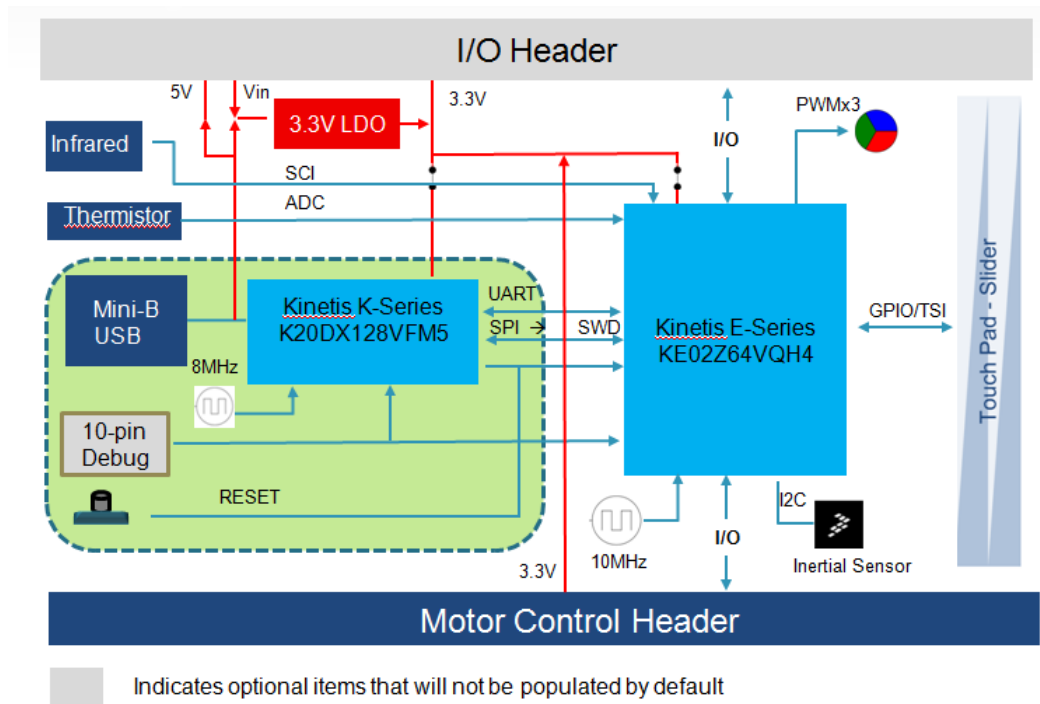 I/O Header
5V
Vin
3.3V LDO
3.3V
I/O
PWMx3
Infrared
SCI
ADC
Thermistor
Mini-B
USB
Kinetis K-Series
K20DX128VFM5
UART
SPI → SWD
Kinetis E-Series
KE02Z64VQH4
GPIO/TSI
Touch Pad - Slider
8MHz
10-pin
Debug
RESET
10MHz
I/O
I2C
Inertial Sensor
3.3V
Motor Control Header
Indicates optional items that will not be populated by default